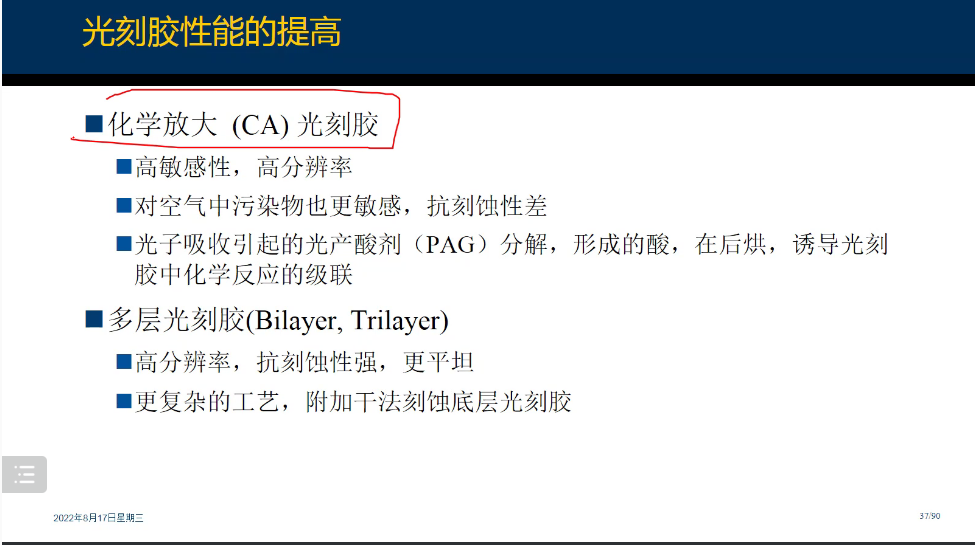 光刻胶性能的提高
化学放大 (CA) 光刻胶
高敏感性，高分辨率
对空气中污染物也更敏感，抗刻蚀性差
光子吸收引起的光产酸剂（PAG）分解，形成的酸，在后烘，诱导光刻
胶中化学反应的级联
多层光刻胶(Bilayer, Trilayer)
高分辨率，抗刻蚀性强，更平坦
更复杂的工艺，附加干法刻蚀底层光刻胶
2022年8月17日星期三
37/90